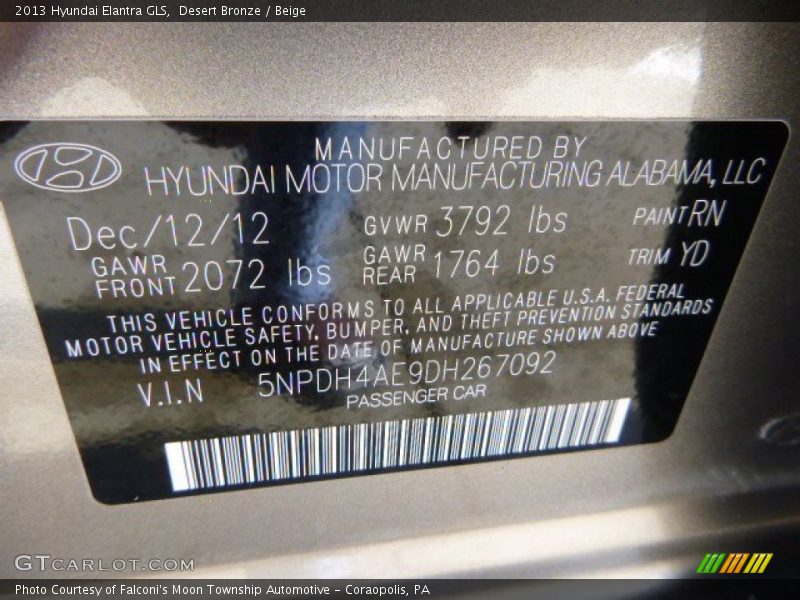 2013 Hyundai Elantra GLS, Desert Bronze / Beige
MANUFACTURED BY
HYUNDAI MOTOR MANUFACTURING ALABAMA, LLC
Dec/12/12 GVWR 3792 lbs PAINT RN
GAWR FRONT 2072 lbs GAWR REAR 1764 lbs TRIM YD
THIS VEHICLE CONFORMS TO ALL APPLICABLE U.S.A. FEDERAL
MOTOR VEHICLE SAFETY, BUMPER, AND THEFT PREVENTION STANDARDS
IN EFFECT ON THE DATE OF MANUFACTURE SHOWN ABOVE
V.I.N 5NPDH4AE9DH267092
PASSENGER CAR
GTCARLOT.COM
Photo Courtesy of Falconi's Moon Township Automotive - Coraopolis, PA